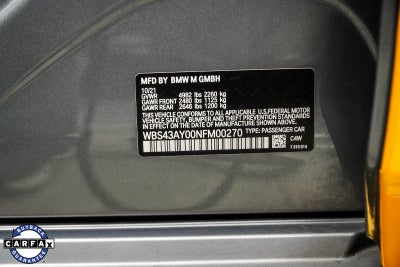 MFD BY BMW M GMBH
10/21
GVWR 4982 lbs 2260 kg
GAWR FRONT 2480 lbs 1125 kg
GAWR REAR 2646 lbs 1200 kg
THIS VEHICLE CONFORMS TO ALL APPLICABLE U.S. FEDERAL MOTOR
VEHICLE SAFETY, BUMPER, AND THEFT PREVENTION STANDARDS
IN EFFECT ON THE DATE OF MANUFACTURE SHOWN ABOVE.
WBS43AY00NFM00270 TYPE: PASSENGER CAR
C4W
BUYBACK
CARFAX
GUARANTEE